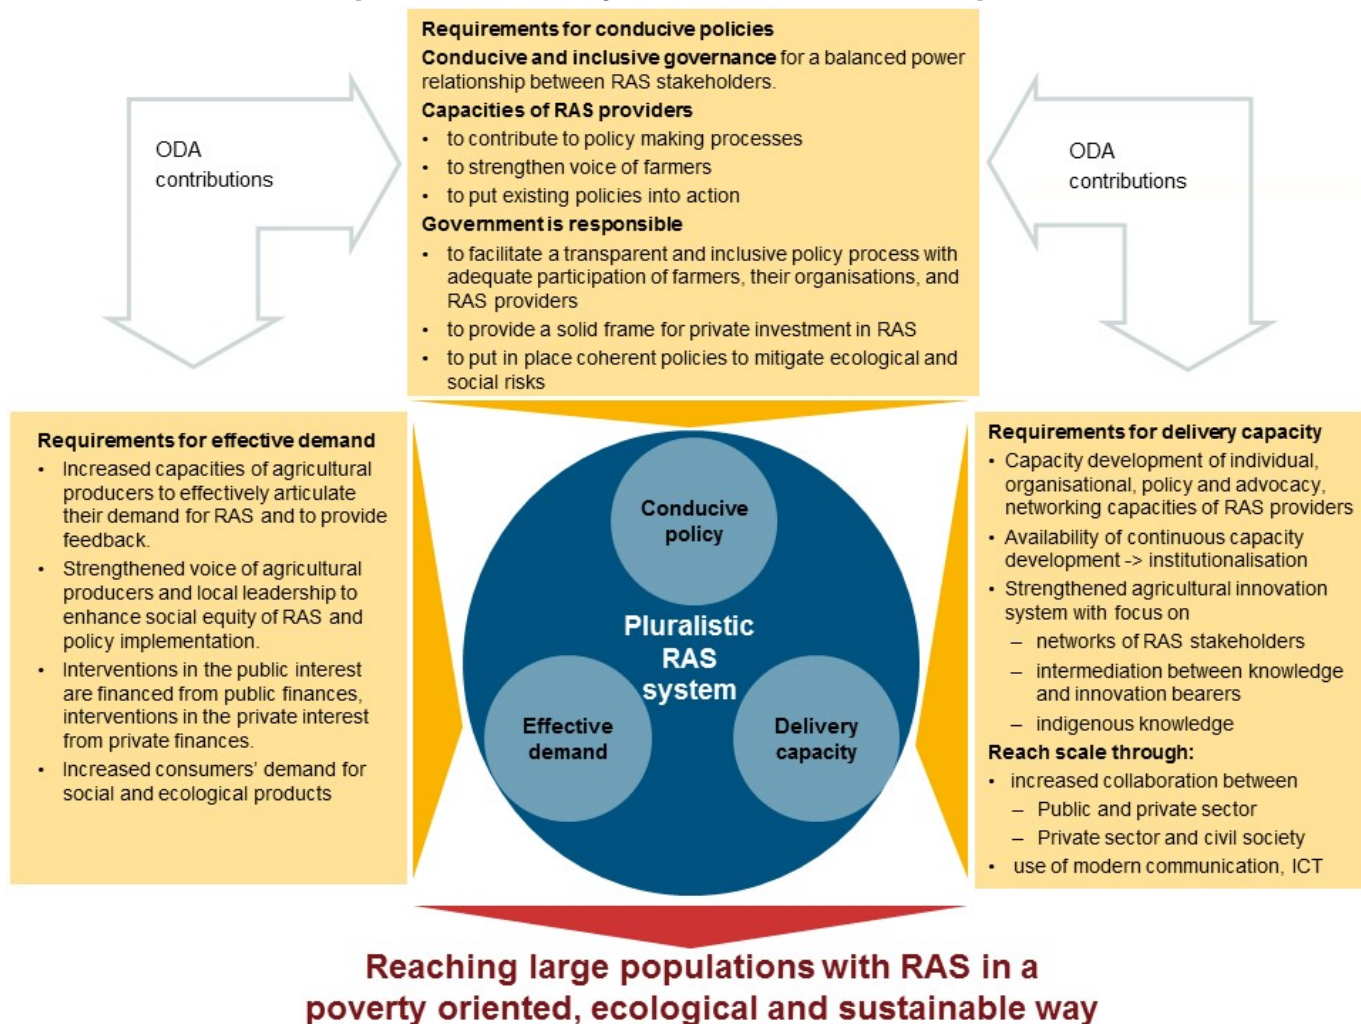 Requirements for conducive policies
Conducive and inclusive governance for a balanced power
relationship between RAS stakeholders.
Capacities of RAS providers
• to contribute to policy making processes
• to strengthen voice of farmers
• to put existing policies into action
Government is responsible
• to facilitate a transparent and inclusive policy process with
adequate participation of farmers, their organisations, and
RAS providers
• to provide a solid frame for private investment in RAS
• to put in place coherent policies to mitigate ecological and
social risks
ODA
contributions
ODA
contributions
Requirements for effective demand
• Increased capacities of agricultural
producers to effectively articulate
their demand for RAS and to provide
feedback.
• Strengthened voice of agricultural
producers and local leadership to
enhance social equity of RAS and
policy implementation.
• Interventions in the public interest
are financed from public finances,
interventions in the private interest
from private finances.
• Increased consumers' demand for
social and ecological products
Conducive
policy
Pluralistic
RAS
system
Effective
demand
Delivery
capacity
Requirements for delivery capacity
• Capacity development of individual,
organisational, policy and advocacy,
networking capacities of RAS providers
• Availability of continuous capacity
development -> institutionalisation
• Strengthened agricultural innovation
system with focus on
– networks of RAS stakeholders
– intermediation between knowledge
and innovation bearers
– indigenous knowledge
Reach scale through:
• increased collaboration between
– Public and private sector
– Private sector and civil society
• use of modern communication, ICT
Reaching large populations with RAS in a
poverty oriented, ecological and sustainable way